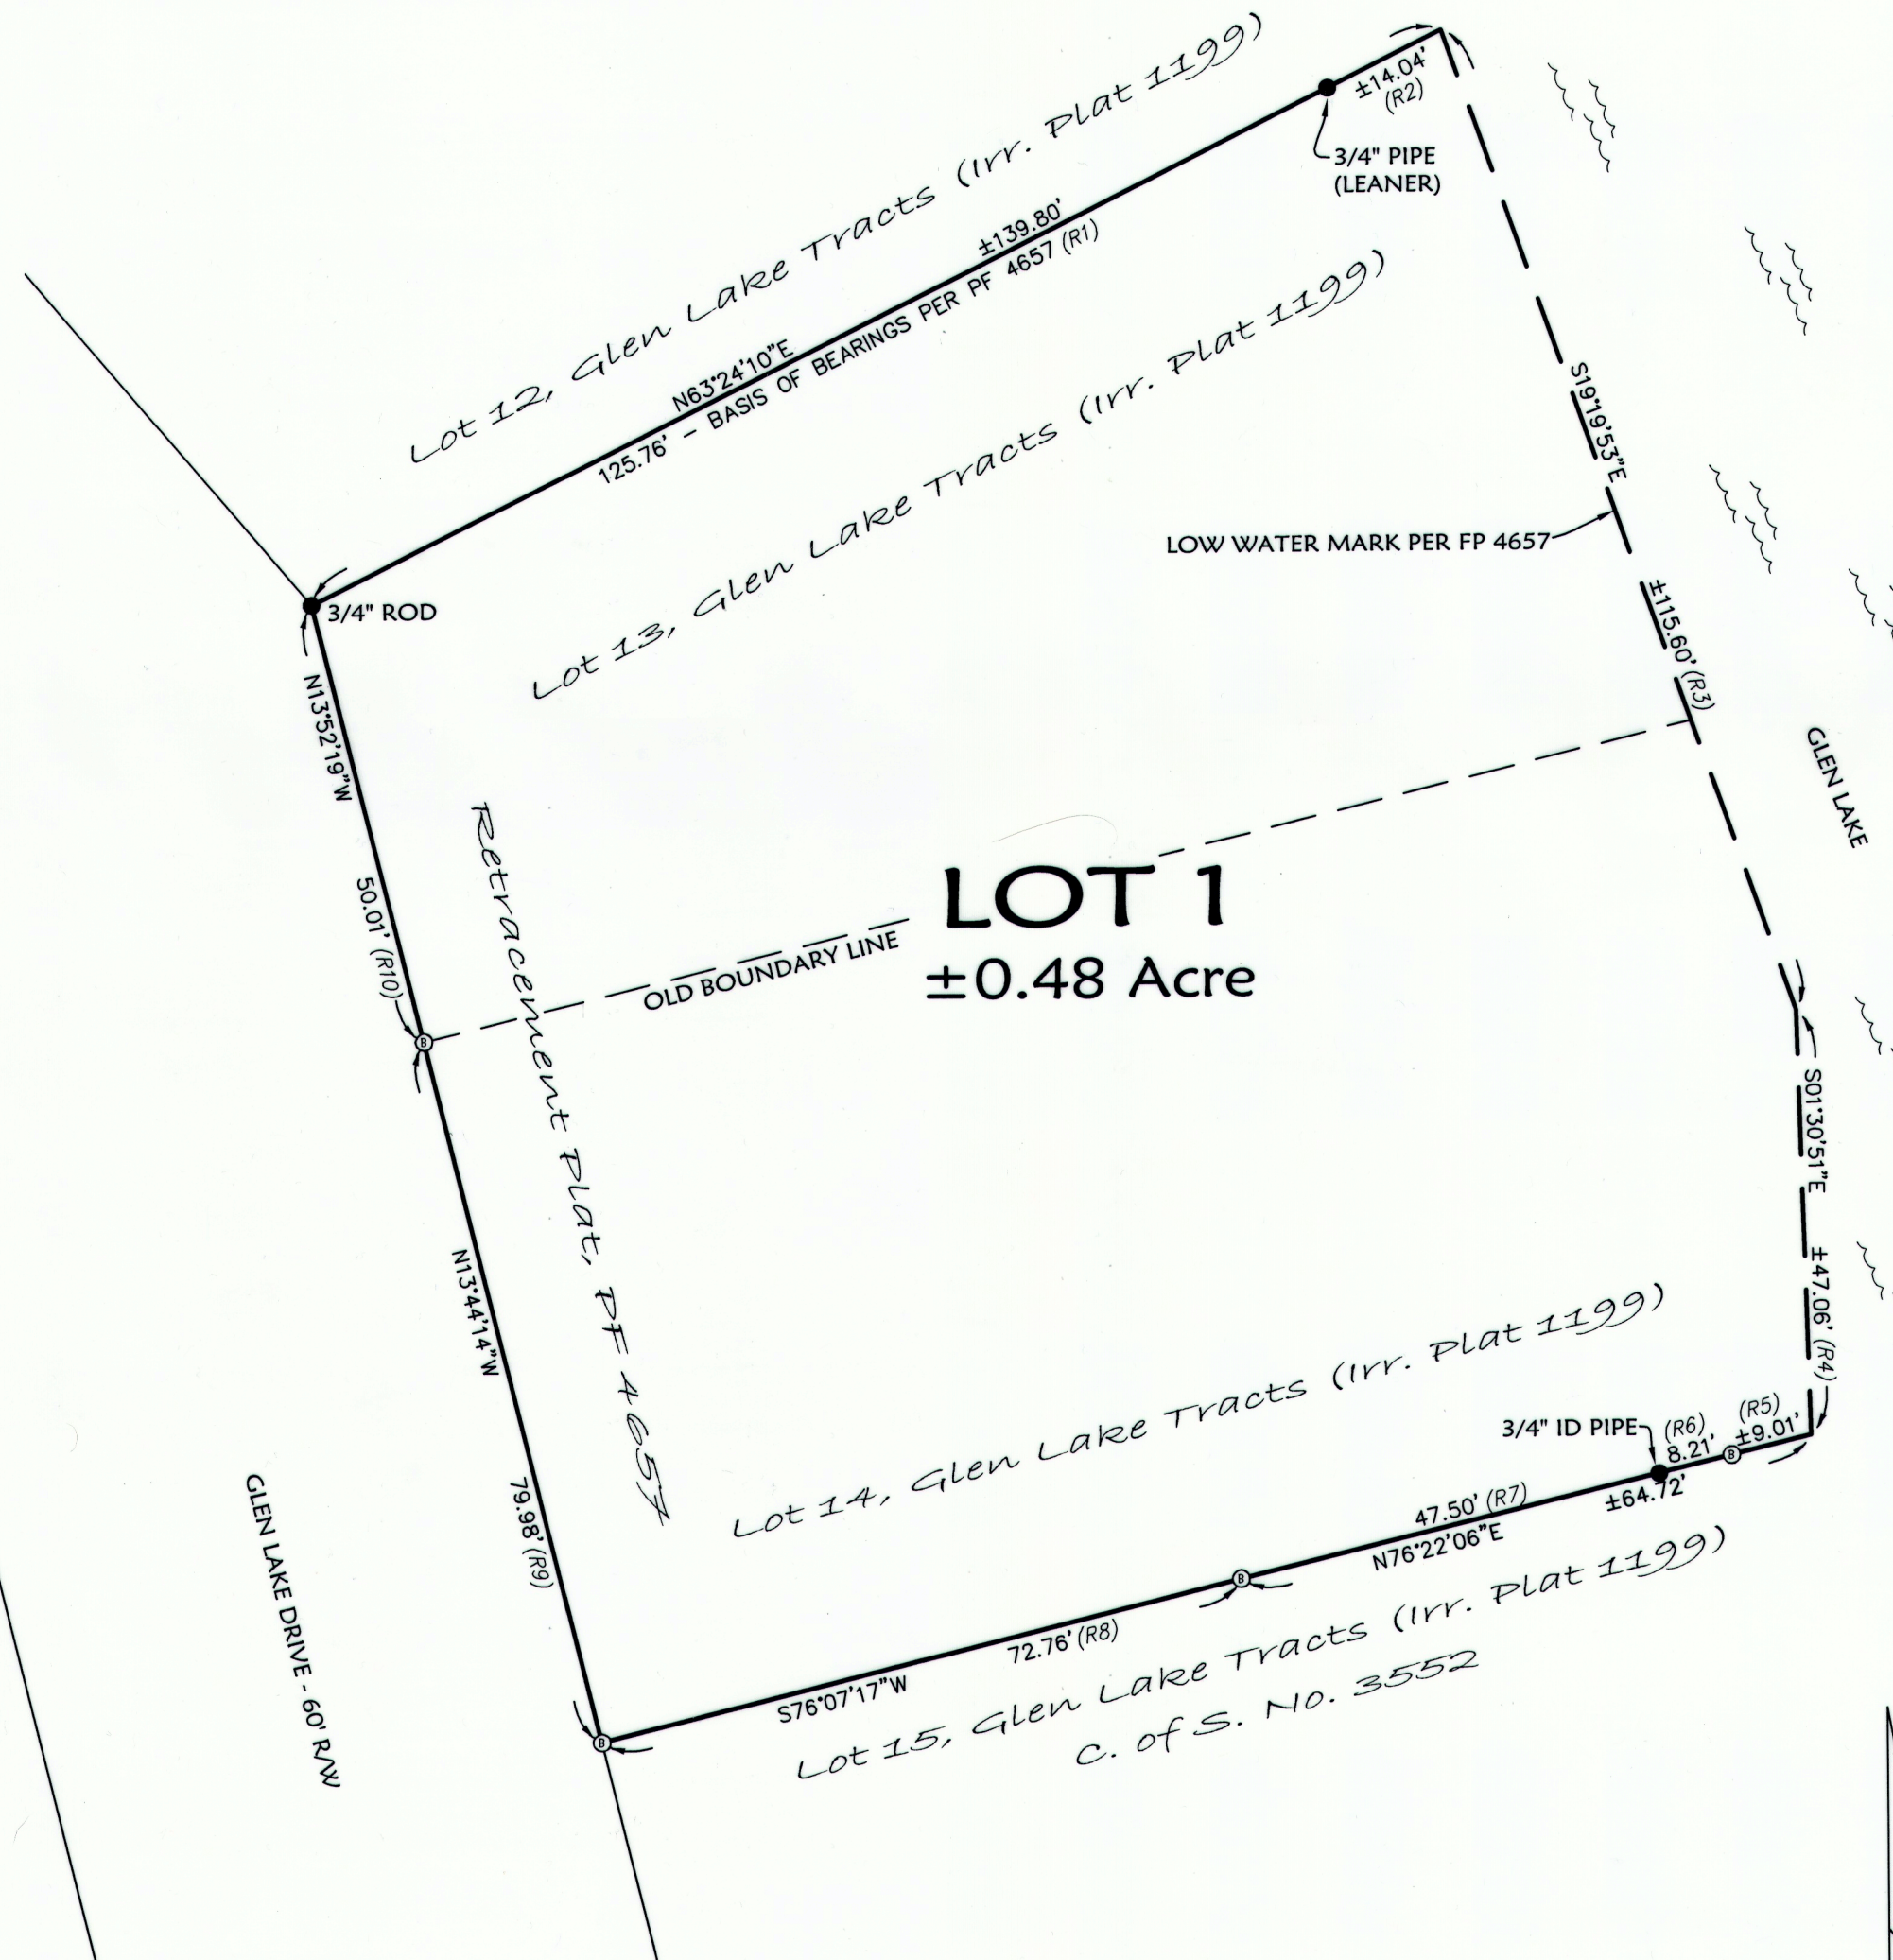 Lot 12, Glen Lake Tracts (Irr. Plat 1199)
±14.04'
(R2)
3/4" PIPE
(LEANER)
N63°24'10"E
±139.80'
125.76' – BASIS OF BEARINGS PER PF 4657 (R1)
Lot 13, Glen Lake Tracts (Irr. Plat 1199)
S19°19'53"E
LOW WATER MARK PER FP 4657
±115.60' (R3)
3/4" ROD
N13°52'19"W
50.01' (R10)
GLEN LAKE
LOT 1
±0.48 Acre
OLD BOUNDARY LINE
B
Retracement Plat, PF 4657
S01°30'51"E
±47.06' (R4)
N13°44'14"W
79.98' (R9)
Lot 14, Glen Lake Tracts (Irr. Plat 1199)
3/4" ID PIPE
(R6)
8.21'
(R5)
±9.01'
B
±64.72'
47.50' (R7)
N76°22'06"E
B
72.76' (R8)
S76°07'17"W
B
Lot 15, Glen Lake Tracts (Irr. Plat 1199)
C. of S. No. 3552
GLEN LAKE DRIVE - 60' R/W